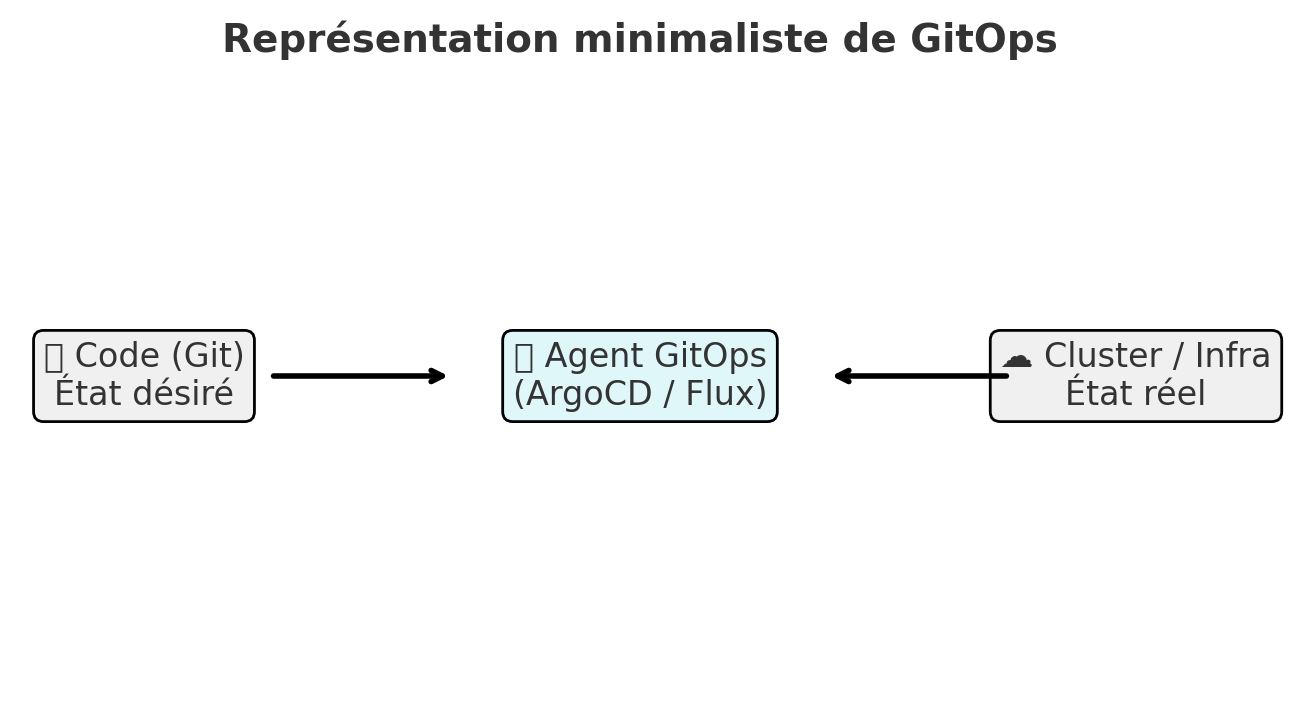 Représentation minimaliste de GitOps
Code (Git)
État désiré
Agent GitOps
(ArgoCD / Flux)
☁ Cluster / Infra
État réel